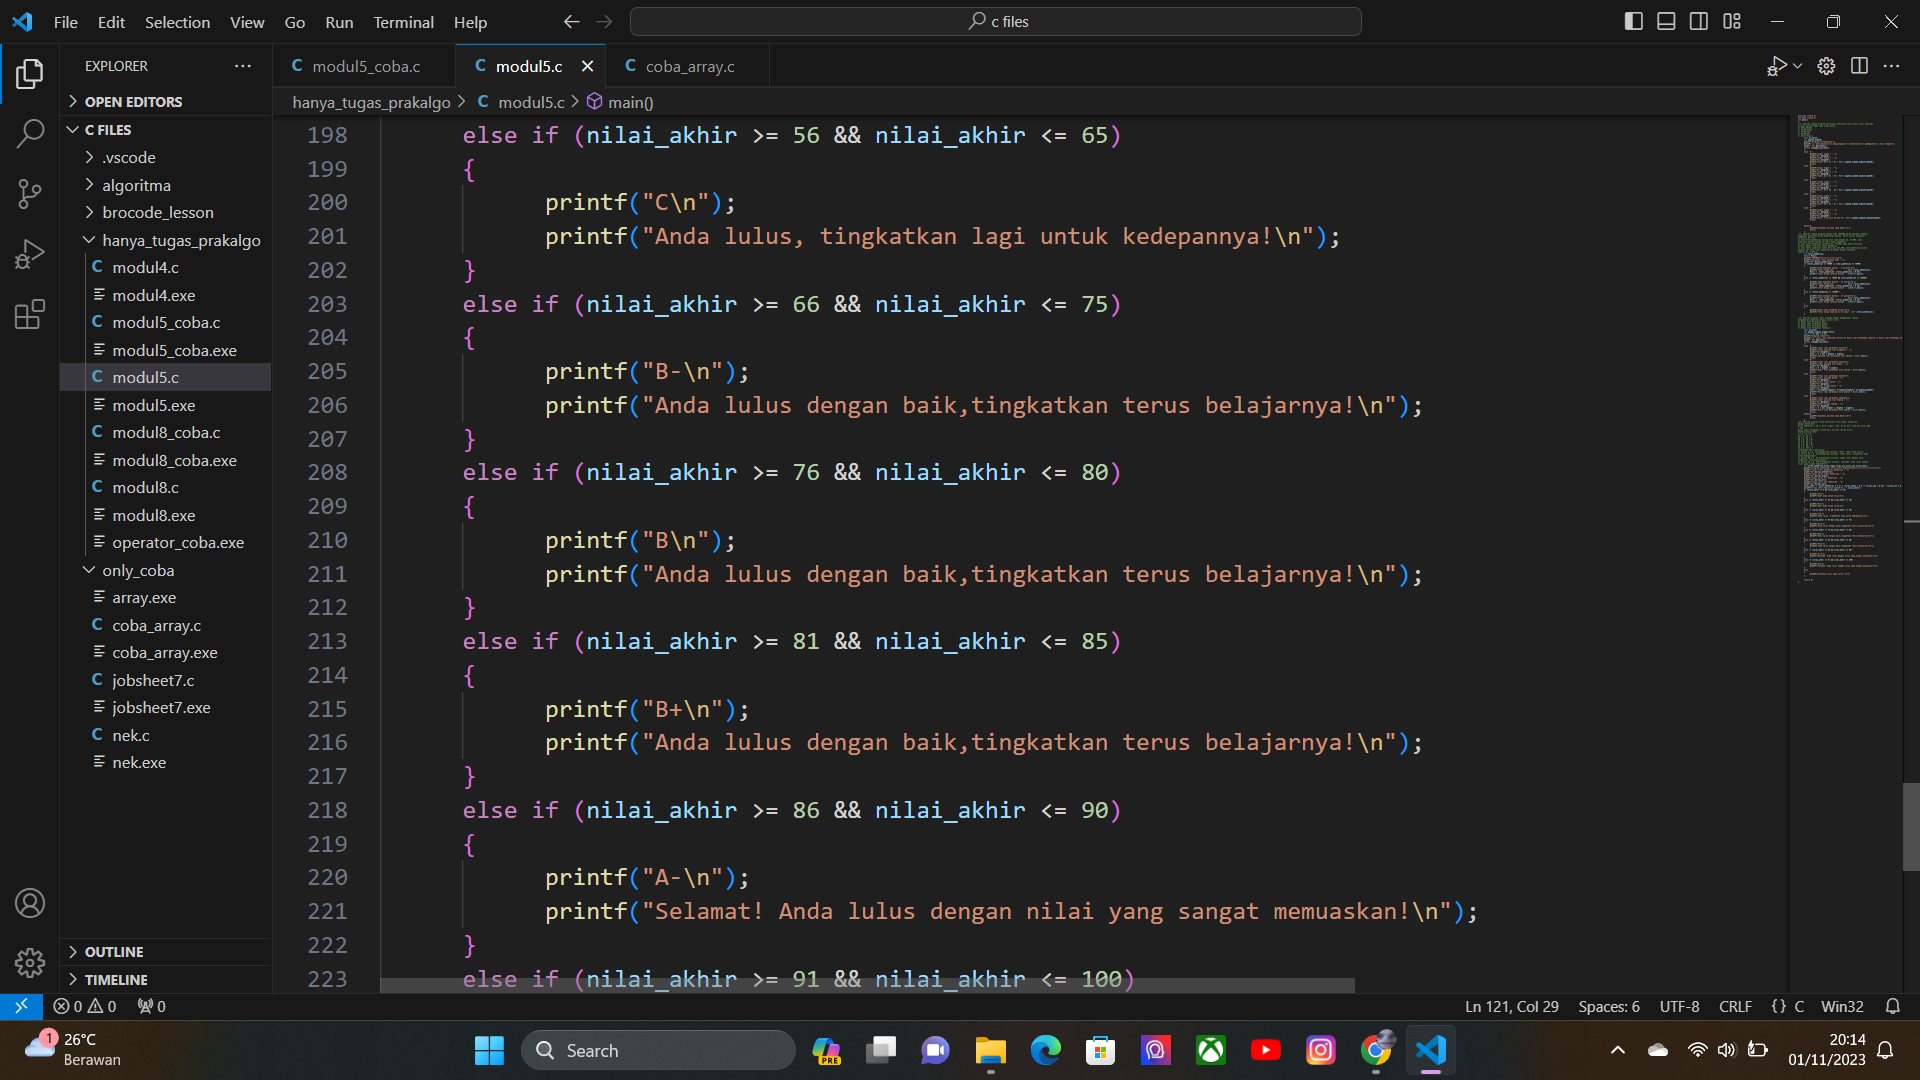 File Edit Selection View Go Run Terminal Help
c files
EXPLORER
modul5_coba.c
modul5.c
coba_array.c
OPEN EDITORS
hanya_tugas_prakalgo > modul5.c > main()
C FILES
.vscode
algoritma
brocode_lesson
hanya_tugas_prakalgo
modul4.c
modul4.exe
modul5_coba.c
modul5_coba.exe
modul5.c
modul5.exe
modul8_coba.c
modul8_coba.exe
modul8.c
modul8.exe
operator_coba.exe
only_coba
array.exe
coba_array.c
coba_array.exe
jobsheet7.c
jobsheet7.exe
nek.c
nek.exe
OUTLINE
TIMELINE
198 else if (nilai_akhir >= 56 && nilai_akhir <= 65)
199 {
200 printf("C\n");
201 printf("Anda lulus, tingkatkan lagi untuk kedepannya!\n");
202 }
203 else if (nilai_akhir >= 66 && nilai_akhir <= 75)
204 {
205 printf("B-\n");
206 printf("Anda lulus dengan baik,tingkatkan terus belajarnya!\n");
207 }
208 else if (nilai_akhir >= 76 && nilai_akhir <= 80)
209 {
210 printf("B\n");
211 printf("Anda lulus dengan baik,tingkatkan terus belajarnya!\n");
212 }
213 else if (nilai_akhir >= 81 && nilai_akhir <= 85)
214 {
215 printf("B+\n");
216 printf("Anda lulus dengan baik,tingkatkan terus belajarnya!\n");
217 }
218 else if (nilai_akhir >= 86 && nilai_akhir <= 90)
219 {
220 printf("A-\n");
221 printf("Selamat! Anda lulus dengan nilai yang sangat memuaskan!\n");
222 }
223 else if (nilai_akhir >= 91 && nilai_akhir <= 100)
0 0 0
Ln 121, Col 29 Spaces: 6 UTF-8 CRLF {} C Win32
1
26°C
Berawan
Search
PRE
20:14
01/11/2023